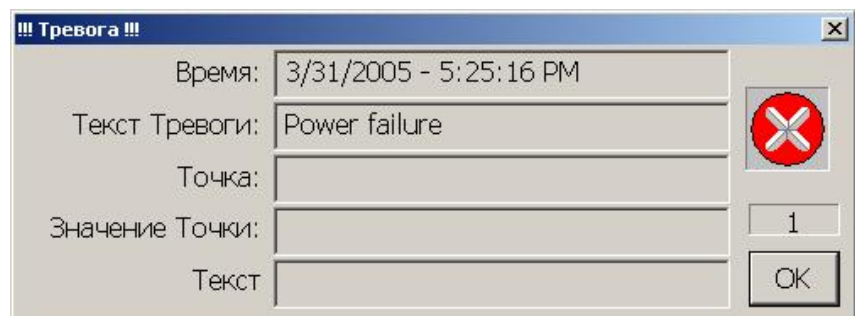 !!! Тревога !!!
Время: 3/31/2005 - 5:25:16 PM
Текст Тревоги: Power failure
Точка:
Значение Точки: 1
Текст OK